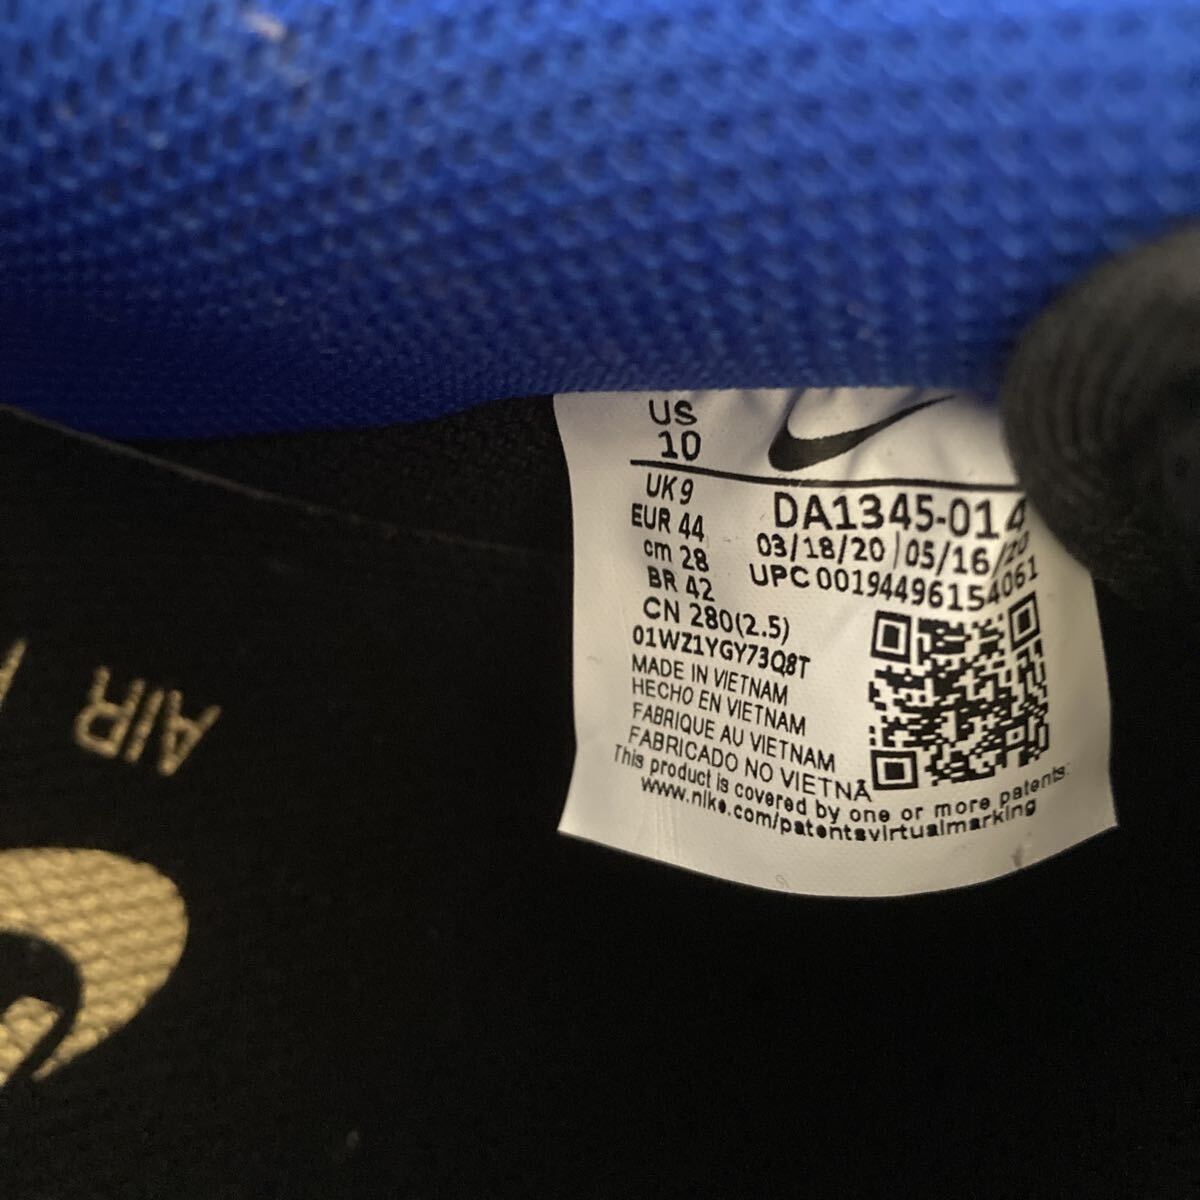 US
10
UK 9
EUR 44
cm 28
BR 42
CN 280(2.5)
01WZ1YGY73Q8T
DA1345-014
03/18/20 05/16/20
UPC 00194496154061
MADE IN VIETNAM
HECHO EN VIETNAM
FABRIQUE AU VIETNAM
FABRICADO NO VIETNÃ
This product is covered by one or more patents:
www.nike.com/patentsvirtualmarking
AIR